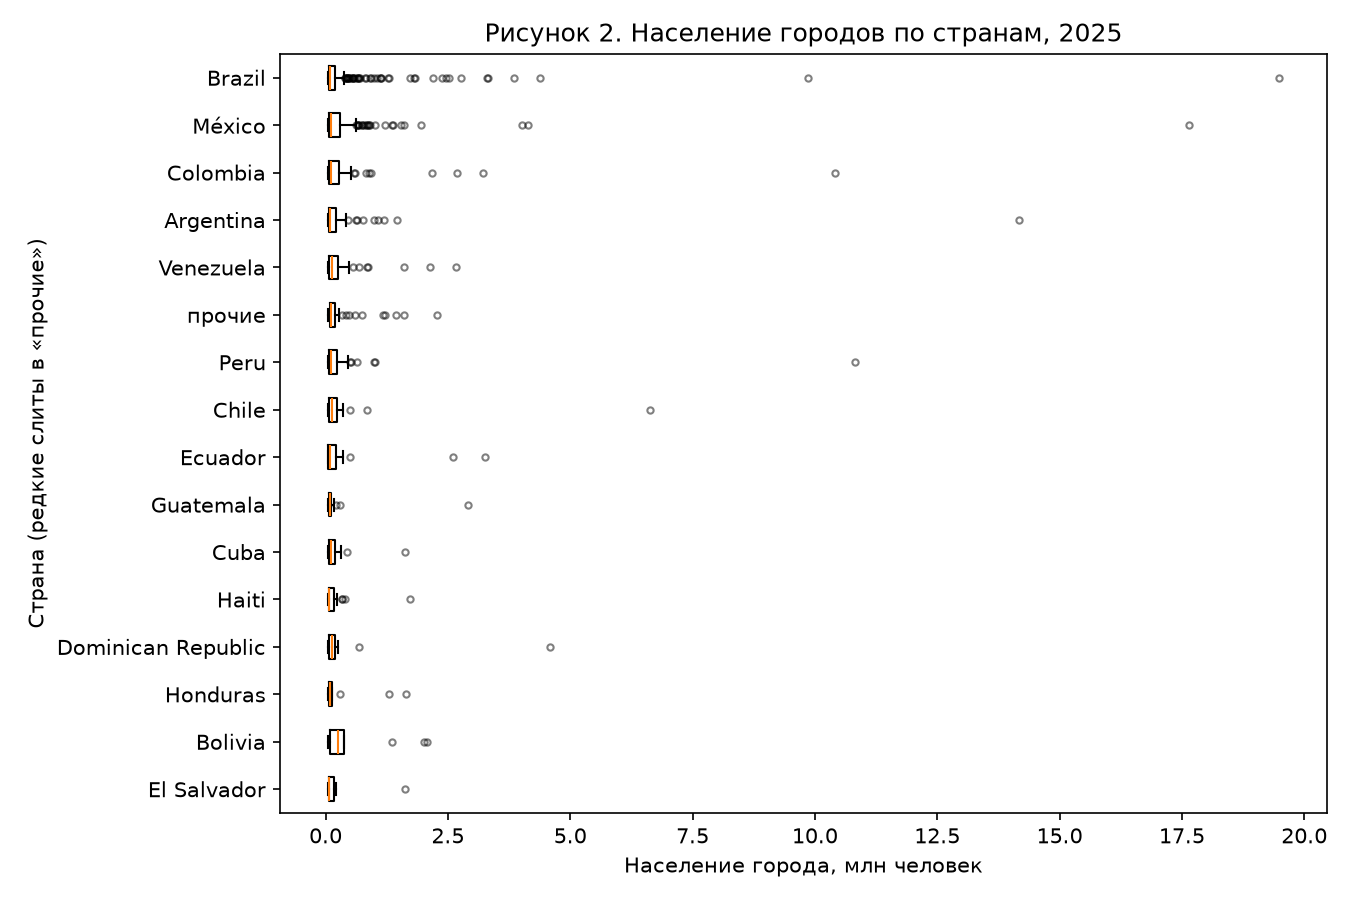 Рисунок 2. Население городов по странам, 2025
Страна (редкие слиты в «прочие»)
Brazil
México
Colombia
Argentina
Venezuela
прочие
Peru
Chile
Ecuador
Guatemala
Cuba
Haiti
Dominican Republic
Honduras
Bolivia
El Salvador
0.0 2.5 5.0 7.5 10.0 12.5 15.0 17.5 20.0
Население города, млн человек